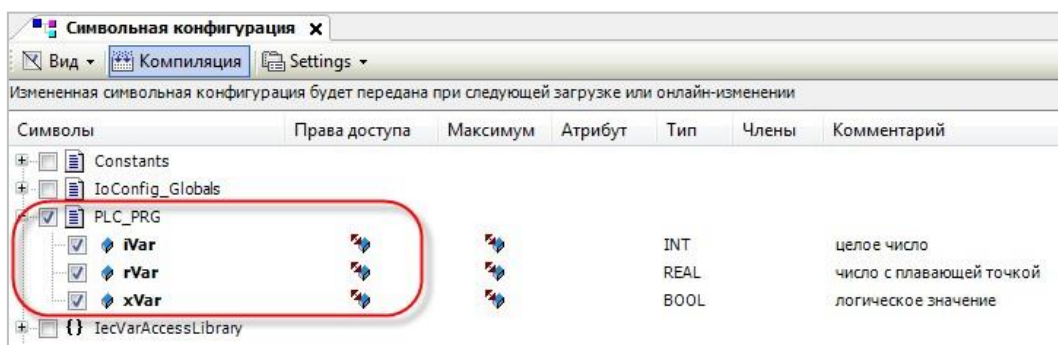 Символьная конфигурация X
Вид Компиляция Settings
Измененная символьная конфигурация будет передана при следующей загрузке или онлайн-изменении
Символы Права доступа Максимум Атрибут Тип Члены Комментарий
Constants
IoConfig_Globals
PLC_PRG
iVar INT целое число
rVar REAL число с плавающей точкой
xVar BOOL логическое значение
{} IecVarAccessLibrary